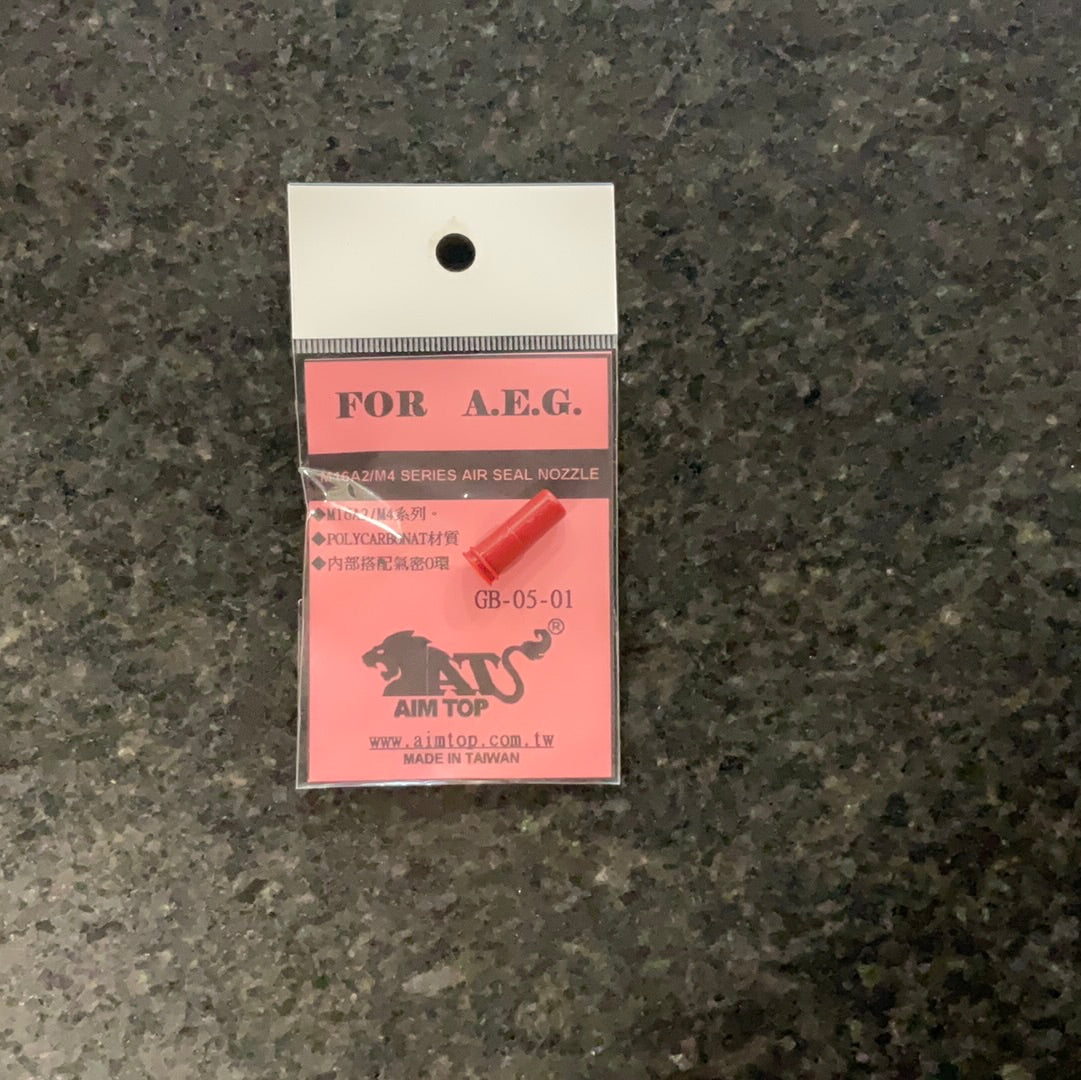 FOR A.E.G.
M16A2/M4 SERIES AIR SEAL NOZZLE
◆M16A2/M4系列。
◆POLYCARBONAT材質
◆內部搭配氣密O環
GB-05-01
ATS®
AIM TOP
www.aimtop.com.tw
MADE IN TAIWAN